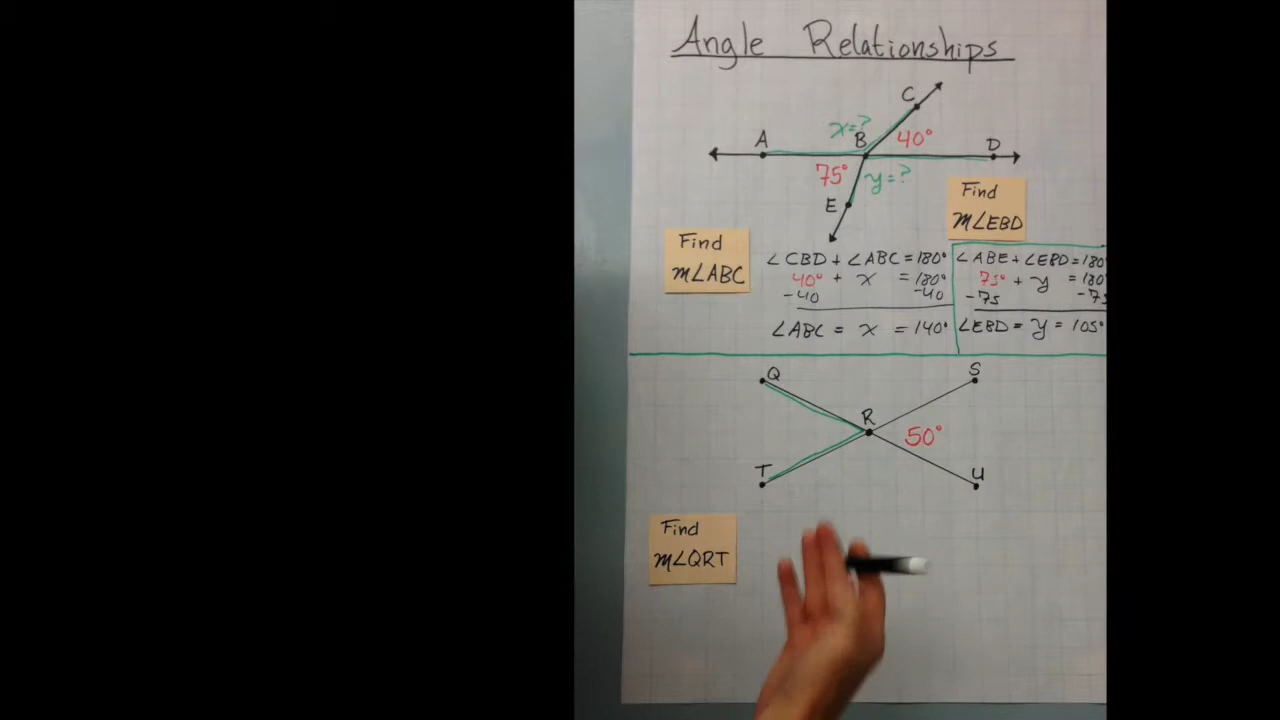 Angle Relationships
C
x=?
A
B
40°
D
75°
y=?
E
Find
m∠EBD
Find
m∠ABC
∠CBD + ∠ABC = 180°
40° + x = 180°
-40 -40
∠ABC = x = 140°
∠ABE + ∠EBD = 180°
75° + y = 180°
-75 -75
∠EBD = y = 105°
Q
S
R
50°
T
U
Find
m∠QRT